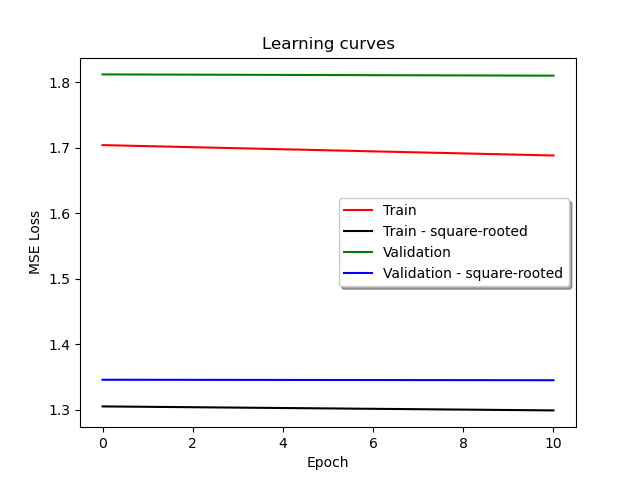 Learning curves
MSE Loss
1.8
1.7
1.6
1.5
1.4
1.3
Train
Train - square-rooted
Validation
Validation - square-rooted
0 2 4 6 8 10
Epoch